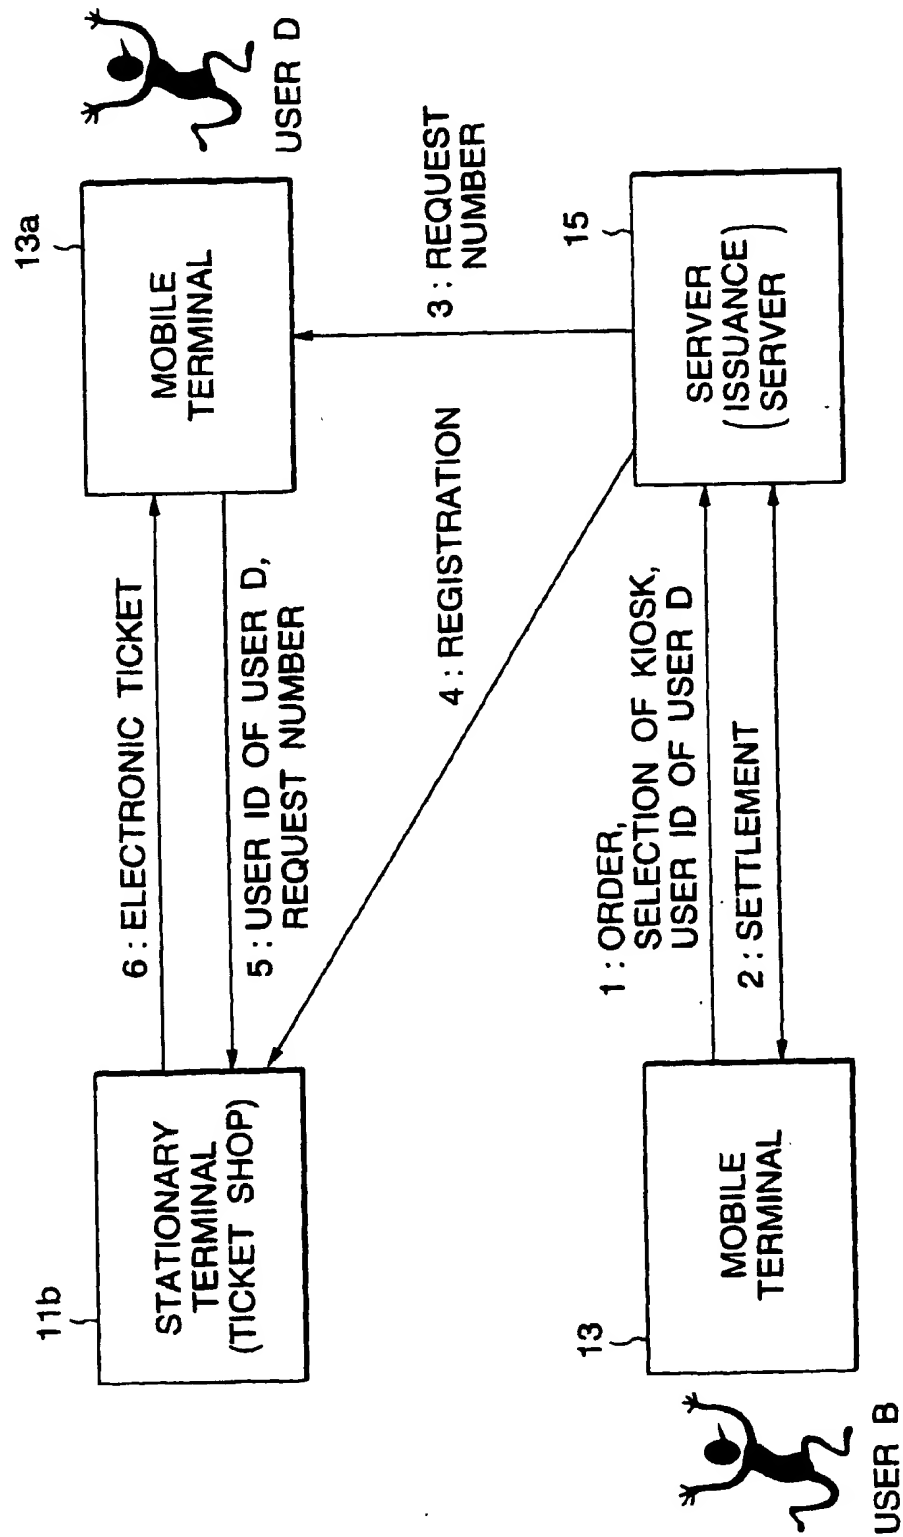 11b
STATIONARY
TERMINAL
(TICKET SHOP)
6 : ELECTRONIC TICKET
5 : USER ID OF USER D,
REQUEST NUMBER
13a
MOBILE
TERMINAL
USER D
4 : REGISTRATION
3 : REQUEST
NUMBER
13
MOBILE
TERMINAL
USER B
1 : ORDER,
SELECTION OF KIOSK,
USER ID OF USER D
2 : SETTLEMENT
15
SERVER
(ISSUANCE
SERVER)